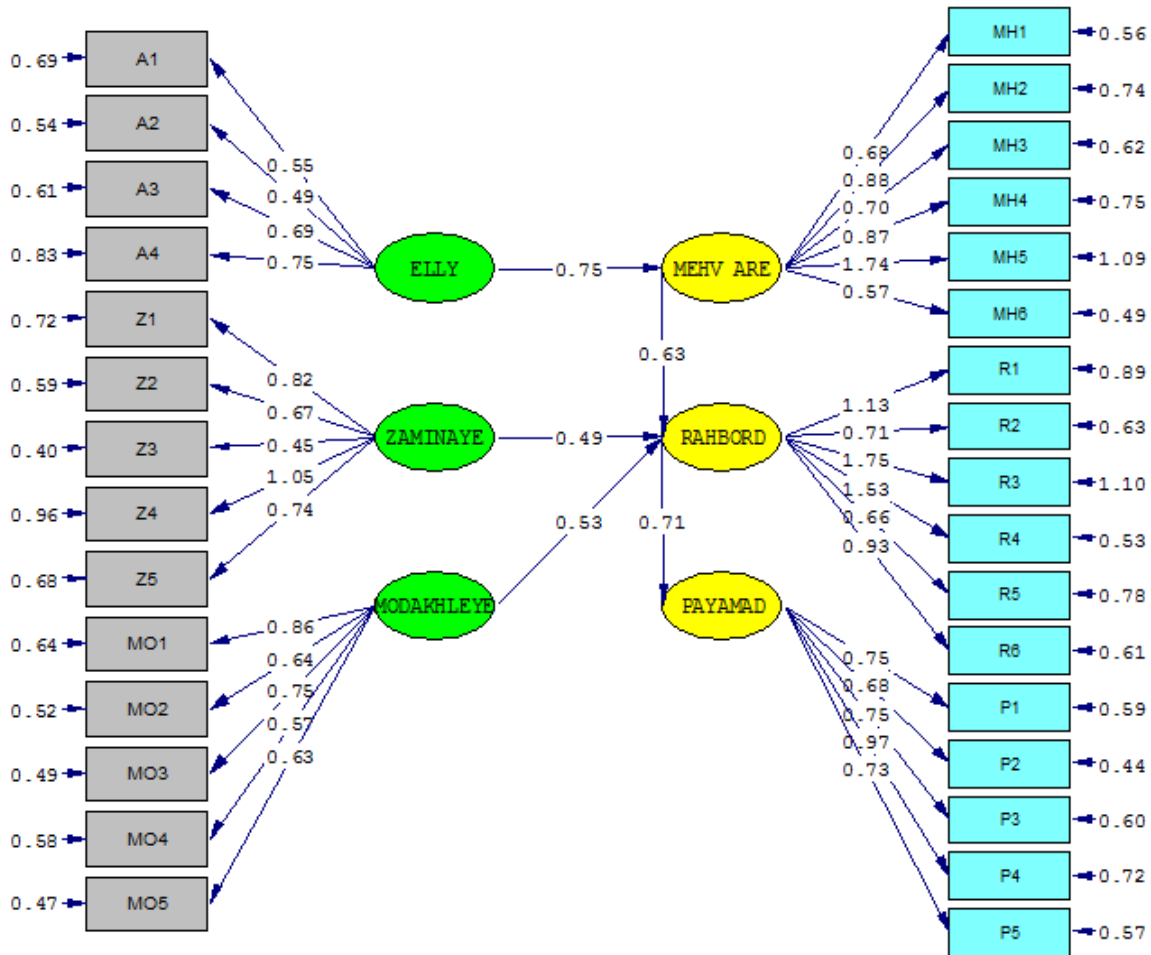 0.69 A1
0.54 A2
0.61 A3
0.83 A4
0.72 Z1
0.59 Z2
0.40 Z3
0.96 Z4
0.68 Z5
0.64 MO1
0.52 MO2
0.49 MO3
0.58 MO4
0.47 MO5
0.55
0.49
0.69
0.75
0.82
0.67
0.45
1.05
0.74
0.86
0.64
0.75
0.57
0.63
ELLY
ZAMINAYE
MODAKHLEYE
0.75
0.49
0.53
MEHV ARE
0.63
RAHBORD
0.71
PAYAMAD
0.68
0.88
0.70
0.87
1.74
0.57
1.13
0.71
1.75
1.53
0.66
0.93
0.75
0.68
0.75
0.97
0.73
MH1 0.56
MH2 0.74
MH3 0.62
MH4 0.75
MH5 1.09
MH6 0.49
R1 0.89
R2 0.63
R3 1.10
R4 0.53
R5 0.78
R6 0.61
P1 0.59
P2 0.44
P3 0.60
P4 0.72
P5 0.57